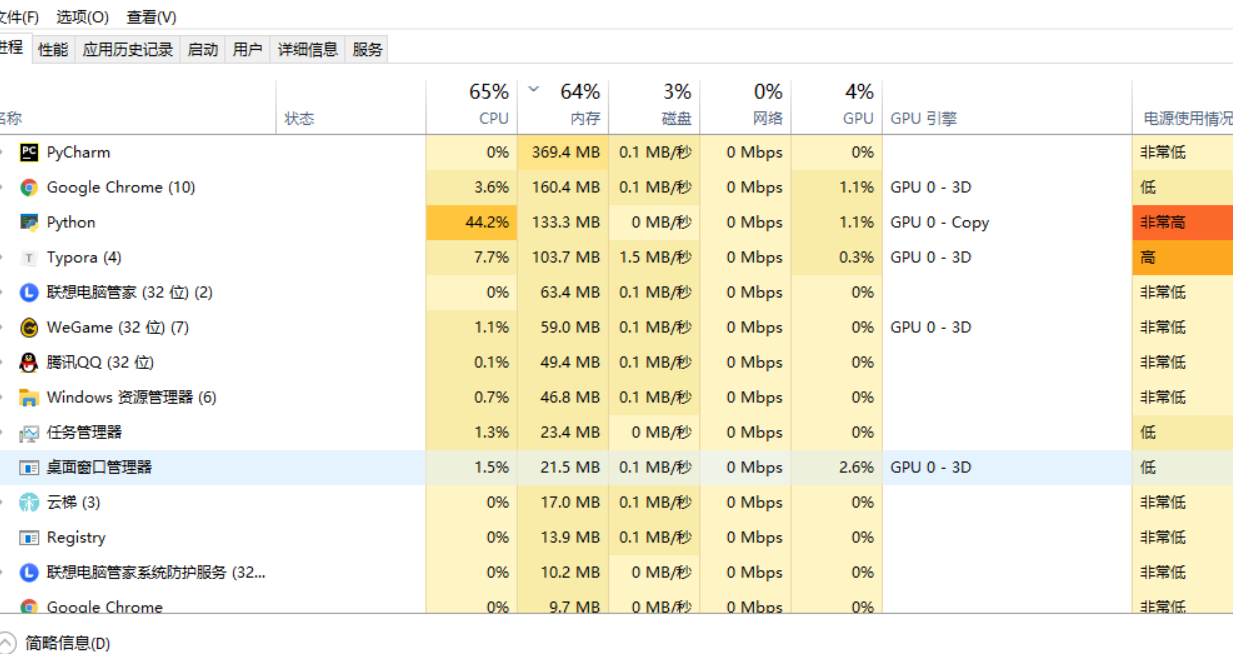 文件(F) 选项(O) 查看(V)
进程 性能 应用历史记录 启动 用户 详细信息 服务
65% 64% 3% 0% 4%
名称 状态 CPU 内存 磁盘 网络 GPU GPU 引擎 电源使用情况
PyCharm 0% 369.4 MB 0.1 MB/秒 0 Mbps 0% 非常低
Google Chrome (10) 3.6% 160.4 MB 0.1 MB/秒 0 Mbps 1.1% GPU 0 - 3D 低
Python 44.2% 133.3 MB 0 MB/秒 0 Mbps 1.1% GPU 0 - Copy 非常高
Typora (4) 7.7% 103.7 MB 1.5 MB/秒 0 Mbps 0.3% GPU 0 - 3D 高
联想电脑管家 (32 位) (2) 0% 63.4 MB 0.1 MB/秒 0 Mbps 0% 非常低
WeGame (32 位) (7) 1.1% 59.0 MB 0.1 MB/秒 0 Mbps 0% GPU 0 - 3D 非常低
腾讯QQ (32 位) 0.1% 49.4 MB 0.1 MB/秒 0 Mbps 0% 非常低
Windows 资源管理器 (6) 0.7% 46.8 MB 0.1 MB/秒 0 Mbps 0% 非常低
任务管理器 1.3% 23.4 MB 0 MB/秒 0 Mbps 0% 低
桌面窗口管理器 1.5% 21.5 MB 0.1 MB/秒 0 Mbps 2.6% GPU 0 - 3D 低
云梯 (3) 0% 17.0 MB 0.1 MB/秒 0 Mbps 0% 非常低
Registry 0% 13.9 MB 0.1 MB/秒 0 Mbps 0% 非常低
联想电脑管家系统防护服务 (32... 0% 10.2 MB 0 MB/秒 0 Mbps 0% 非常低
Google Chrome 0% 9.7 MB 0 MB/秒 0 Mbps 0% 非常低
简略信息(D)